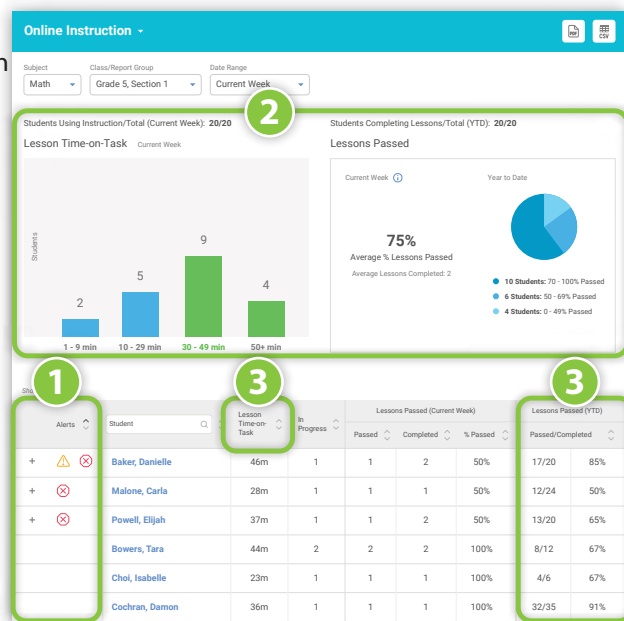 Online Instruction
PDF
CSV
n
Subject
Class/Report Group
Date Range
Math
Grade 5, Section 1
Current Week
2
Students Using Instruction/Total (Current Week): 20/20
Students Completing Lessons/Total (YTD): 20/20
Lesson Time-on-Task Current Week
Lessons Passed
Students
2
5
9
4
1 - 9 min
10 - 29 min
30 - 49 min
50+ min
Current Week
Year to Date
75%
Average % Lessons Passed
Average Lessons Completed: 2
10 Students: 70 - 100% Passed
6 Students: 50 - 69% Passed
4 Students: 0 - 49% Passed
1
3
3
Alerts
Student
Lesson
Time-on-
Task
In
Progress
Lessons Passed (Current Week)
Lessons Passed (YTD)
Passed
Completed
% Passed
Passed/Completed
+ Baker, Danielle 46m 1 1 2 50% 17/20 85%
+ Malone, Carla 28m 1 1 1 50% 12/24 50%
+ Powell, Elijah 37m 1 1 2 50% 13/20 65%
Bowers, Tara 44m 2 2 2 100% 8/12 67%
Choi, Isabelle 23m 1 1 1 100% 4/6 67%
Cochran, Damon 36m 1 1 1 100% 32/35 91%